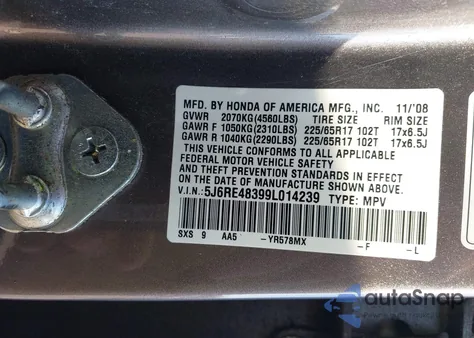 MFD. BY HONDA OF AMERICA MFG., INC. 11/'08
GVWR 2070KG(4560LBS) TIRE SIZE RIM SIZE
GAWR F 1050KG(2310LBS) 225/65R17 102T 17x6.5J
GAWR R 1040KG(2290LBS) 225/65R17 102T 17x6.5J
THIS VEHICLE CONFORMS TO ALL APPLICABLE
FEDERAL MOTOR VEHICLE SAFETY
AND THEFT PREVENTION STANDARDS IN EFFECT
ON THE DATE OF MANUFACTURE SHOWN ABOVE.
V.I.N.: 5J6RE48399L014239 TYPE: MPV
SXS 9 AA5 -YR578MX -F -L
autoSnap